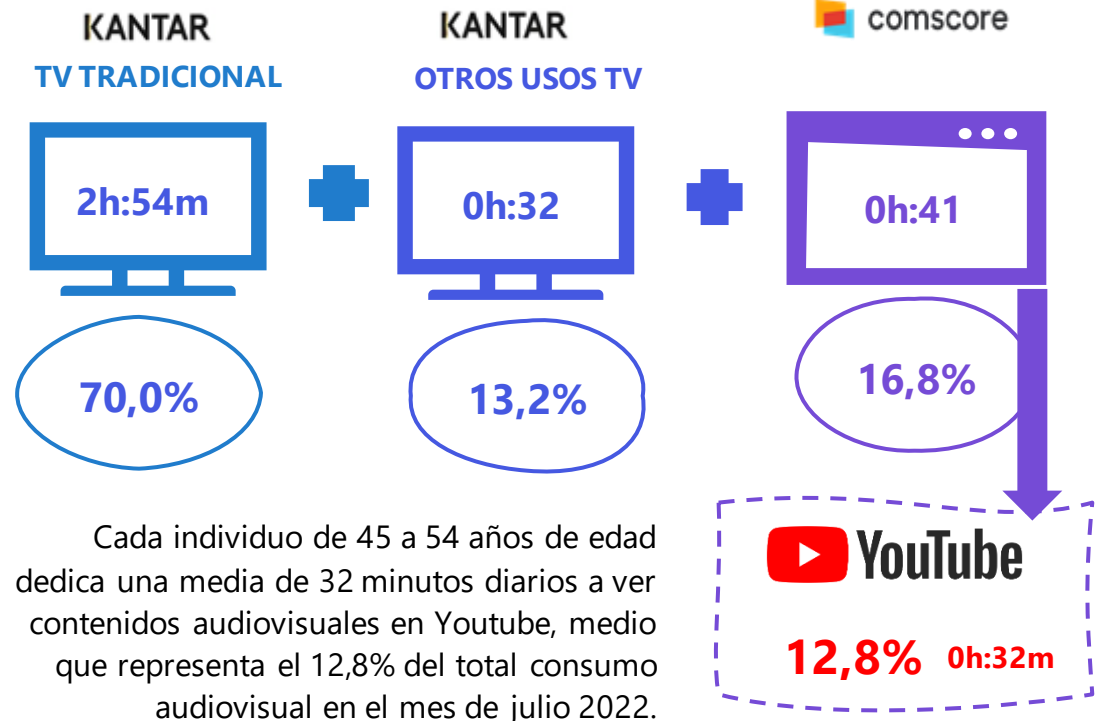 KANTAR
KANTAR
comscore
TV TRADICIONAL
OTROS USOS TV
2h:54m
0h:32
0h:41
70,0%
13,2%
16,8%
Cada individuo de 45 a 54 años de edad
dedica una media de 32 minutos diarios a ver
contenidos audiovisuales en Youtube, medio
que representa el 12,8% del total consumo
audiovisual en el mes de julio 2022.
YouTube
12,8% 0h:32m